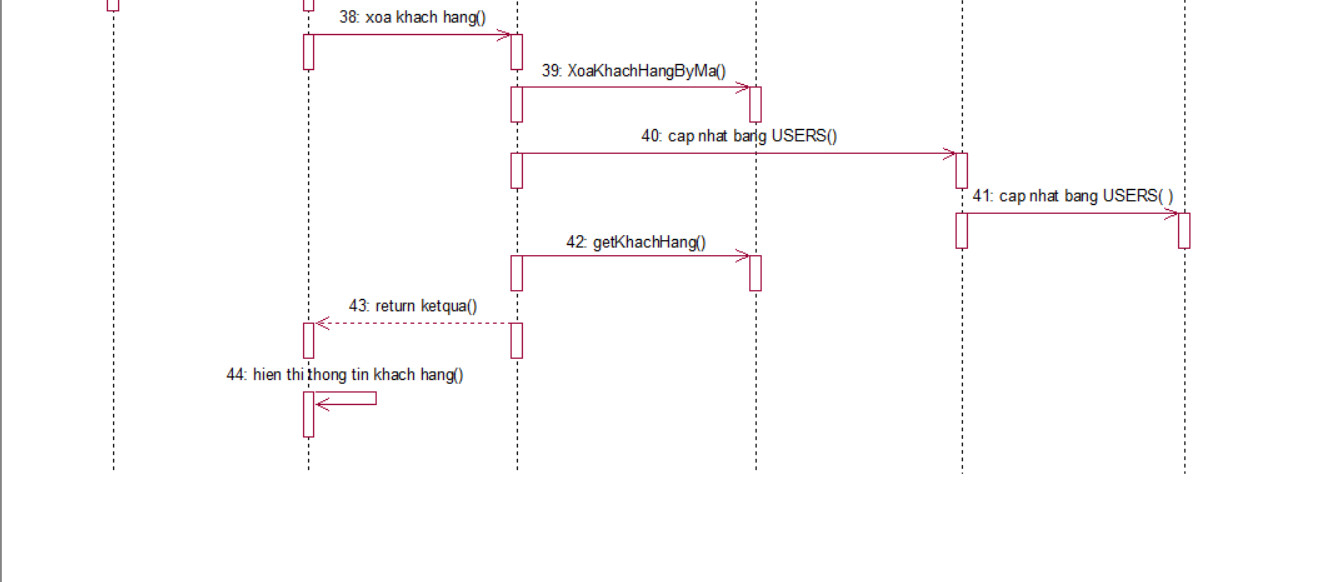 38: xoa khach hang()
39: XoaKhachHangByMa()
40: cap nhat bang USERS()
41: cap nhat bang USERS( )
42: getKhachHang()
43: return ketqua()
44: hien thi thong tin khach hang()